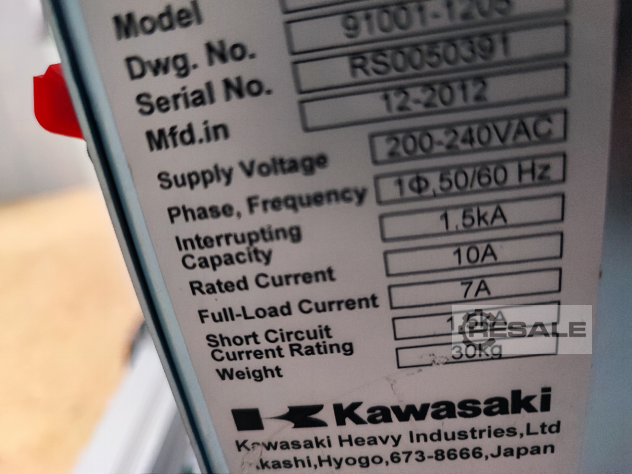 Model
Dwg. No. 91001-1205
Serial No. RS0050391
Mfd.in 12-2012
Supply Voltage 200-240VAC
Phase, Frequency 1Φ,50/60 Hz
Interrupting
Capacity 1.5kA
Rated Current 10A
Full-Load Current 7A
Short Circuit
Current Rating
Weight 30kg
HESALE
Kawasaki
Kawasaki Heavy Industries,Ltd
kashi,Hyogo,673-8666,Japan